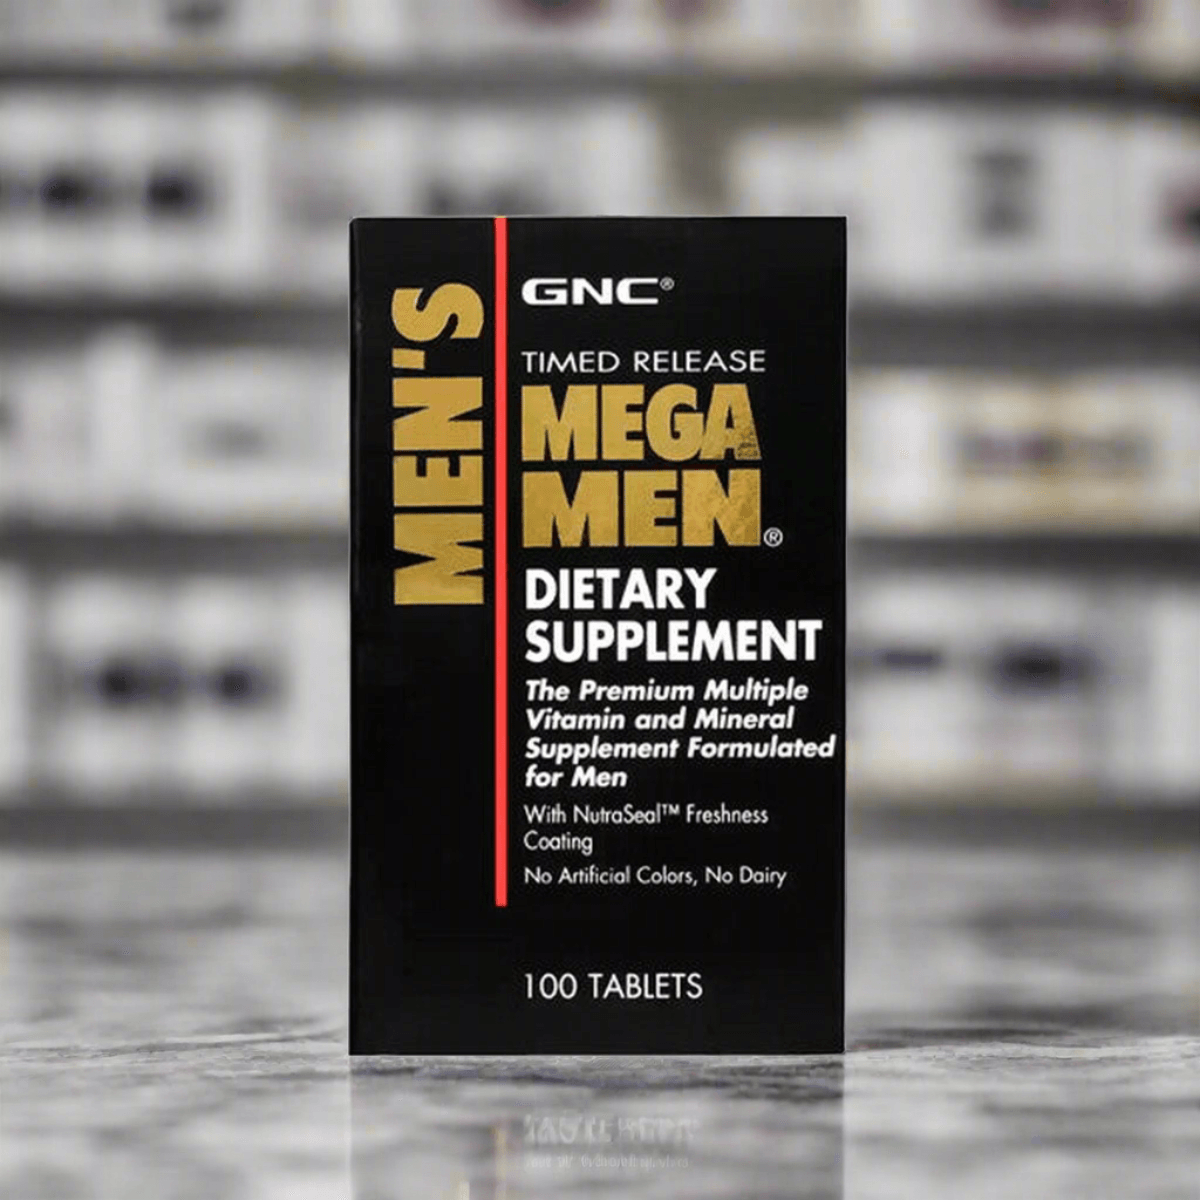 MEN'S
GNC®
TIMED RELEASE
MEGA
MEN®
DIETARY
SUPPLEMENT
The Premium Multiple
Vitamin and Mineral
Supplement Formulated
for Men
With NutraSeal™ Freshness
Coating
No Artificial Colors, No Dairy
100 TABLETS